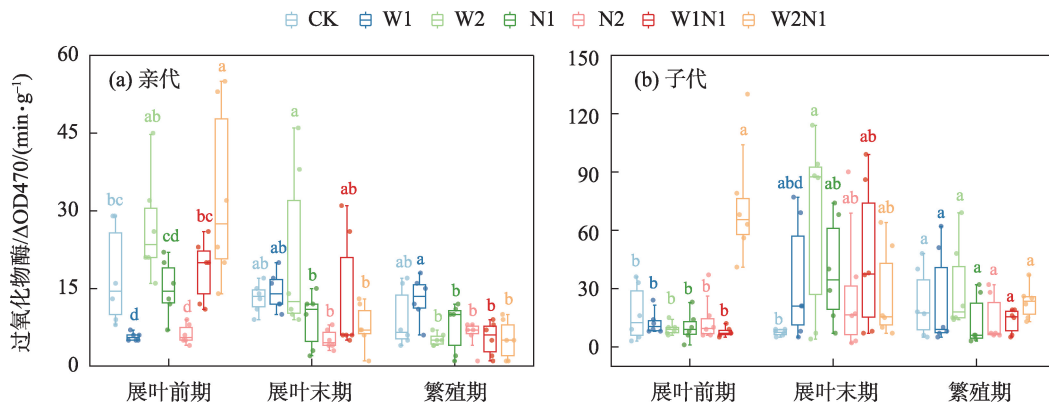 CK W1 W2 N1 N2 W1N1 W2N1
过氧化物酶/ΔOD470/(min·g⁻¹)
(a) 亲代
60
45
30
15
0
bc d ab cd d bc a
ab ab a b b ab b
ab a b b b b b
展叶前期 展叶末期 繁殖期
(b) 子代
150
120
90
60
30
0
b b b b b b a
b abd a ab ab ab ab
a a a a a a a
展叶前期 展叶末期 繁殖期